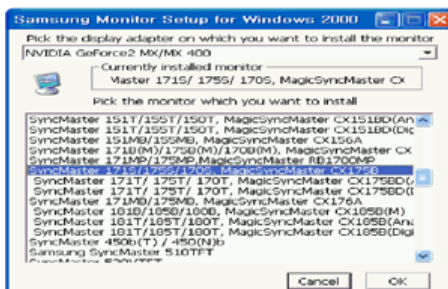 Samsung Monitor Setup for Windows 2000
Pick the display adapter on which you want to install the monitor
NVIDIA GeForce2 MX/MX 400
Currently installed monitor
Master 171S/ 175S/ 170S, MagicSyncMaster CX
Pick the monitor which you want to install
SyncMaster 151T/155T/150T, MagicSyncMaster CX151BD(An
SyncMaster 151T/155T/150T, MagicSyncMaster CX151BD(Dig
SyncMaster 151MB/155MB, MagicSyncMaster CX156A
SyncMaster 171B(M)/175B(M)/170B(M), MagicSyncMaster CX
SyncMaster 171MP/175MP,MagicSyncMaster RB1700MP
SyncMaster 171S/175S/170S, MagicSyncMaster CX175B
SyncMaster 171T/ 175T/ 170T, MagicSyncMaster CX175BD(
SyncMaster 171T/ 175T/ 170T, MagicSyncMaster CX175BD(
SyncMaster 171MB/175MB, MagicSyncMaster CX176A
SyncMaster 181B/185B/180B, MagicSyncMaster CX185B(M)
SyncMaster 181T/185T/180T, MagicSyncMaster CX185B(Ana
SyncMaster 181T/185T/180T, MagicSyncMaster CX185B(Digi
SyncMaster 450b(T) / 450(N)b
Samsung SyncMaster 510TFT
Cancel
OK